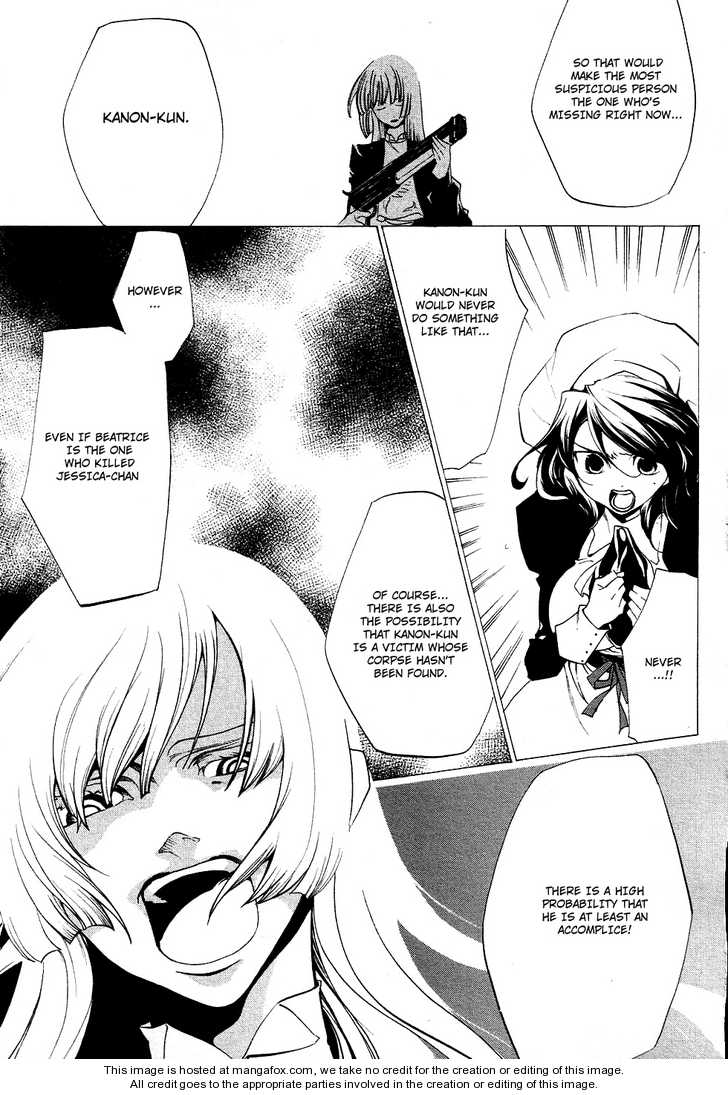 SO THAT WOULD
MAKE THE MOST
SUSPICIOUS PERSON
THE ONE WHO'S
MISSING RIGHT NOW...
KANON-KUN.
KANON-KUN
WOULD NEVER
DO SOMETHING
LIKE THAT...
NEVER
...!!
HOWEVER
...
EVEN IF BEATRICE
IS THE ONE
WHO KILLED
JESSICA-CHAN
OF COURSE...
THERE IS ALSO
THE POSSIBILITY
THAT KANON-KUN
IS A VICTIM WHOSE
CORPSE HASN'T
BEEN FOUND.
THERE IS A HIGH
PROBABILITY THAT
HE IS AT LEAST AN
ACCOMPLICE!
This image is hosted at mangafox.com, we take no credit for the creation or editing of this image.
All credit goes to the appropriate parties involved in the creation or editing of this image.